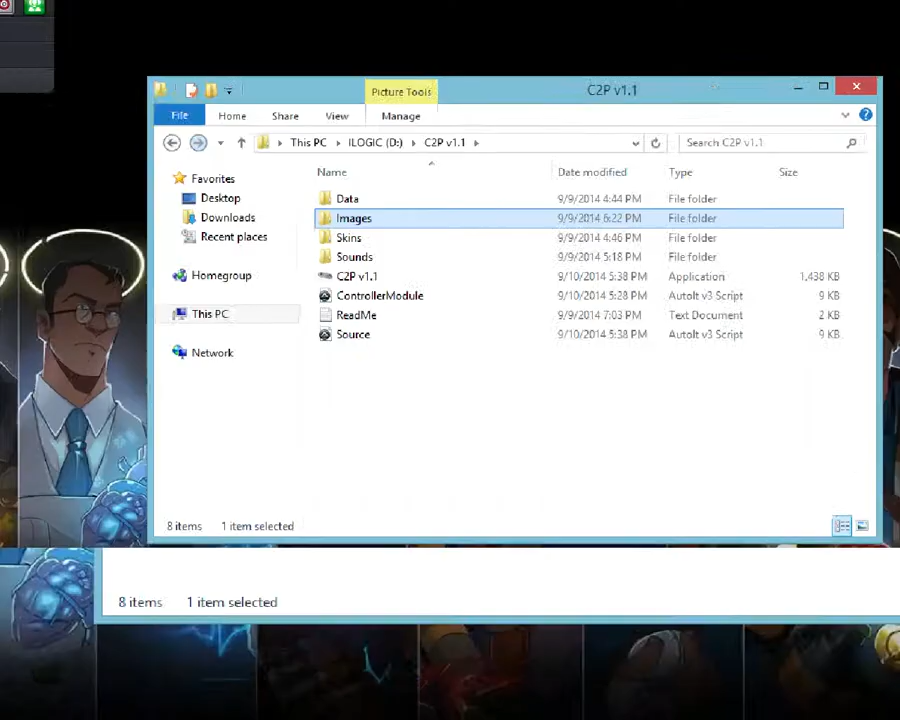 Picture Tools
C2P v1.1
File Home Share View Manage
This PC ILOGIC (D:) C2P v1.1
Search C2P v1.1
Name Date modified Type Size
Favorites
Desktop
Downloads
Recent places
Homegroup
This PC
Network
Data 9/9/2014 4:44 PM File folder
Images 9/9/2014 6:22 PM File folder
Skins 9/9/2014 4:46 PM File folder
Sounds 9/9/2014 5:18 PM File folder
C2P v1.1 9/10/2014 5:38 PM Application 1,438 KB
ControllerModule 9/10/2014 5:28 PM AutoIt v3 Script 9 KB
ReadMe 9/9/2014 7:03 PM Text Document 2 KB
Source 9/10/2014 5:38 PM AutoIt v3 Script 9 KB
8 items 1 item selected
8 items 1 item selected